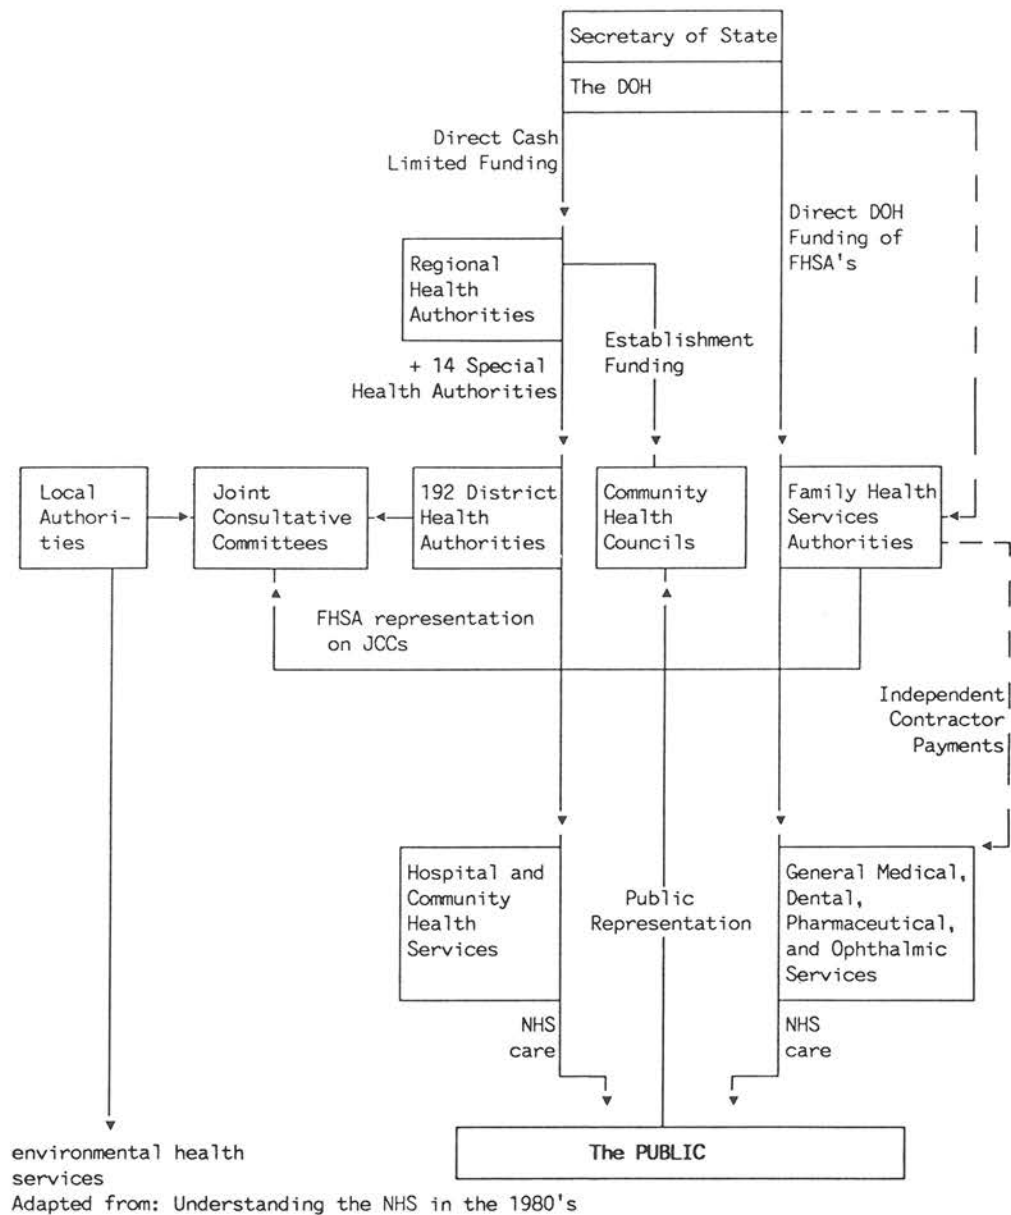 Secretary of State
The DOH
Direct Cash
Limited Funding
Direct DOH
Funding of
FHSA's
Regional
Health
Authorities
Establishment
Funding
+ 14 Special
Health Authorities
Local
Authori-
ties
Joint
Consultative
Committees
192 District
Health
Authorities
Community
Health
Councils
Family Health
Services
Authorities
FHSA representation
on JCCs
Independent
Contractor
Payments
Hospital and
Community
Health
Services
Public
Representation
General Medical,
Dental,
Pharmaceutical,
and Ophthalmic
Services
NHS
care
NHS
care
The PUBLIC
environmental health
services
Adapted from: Understanding the NHS in the 1980's